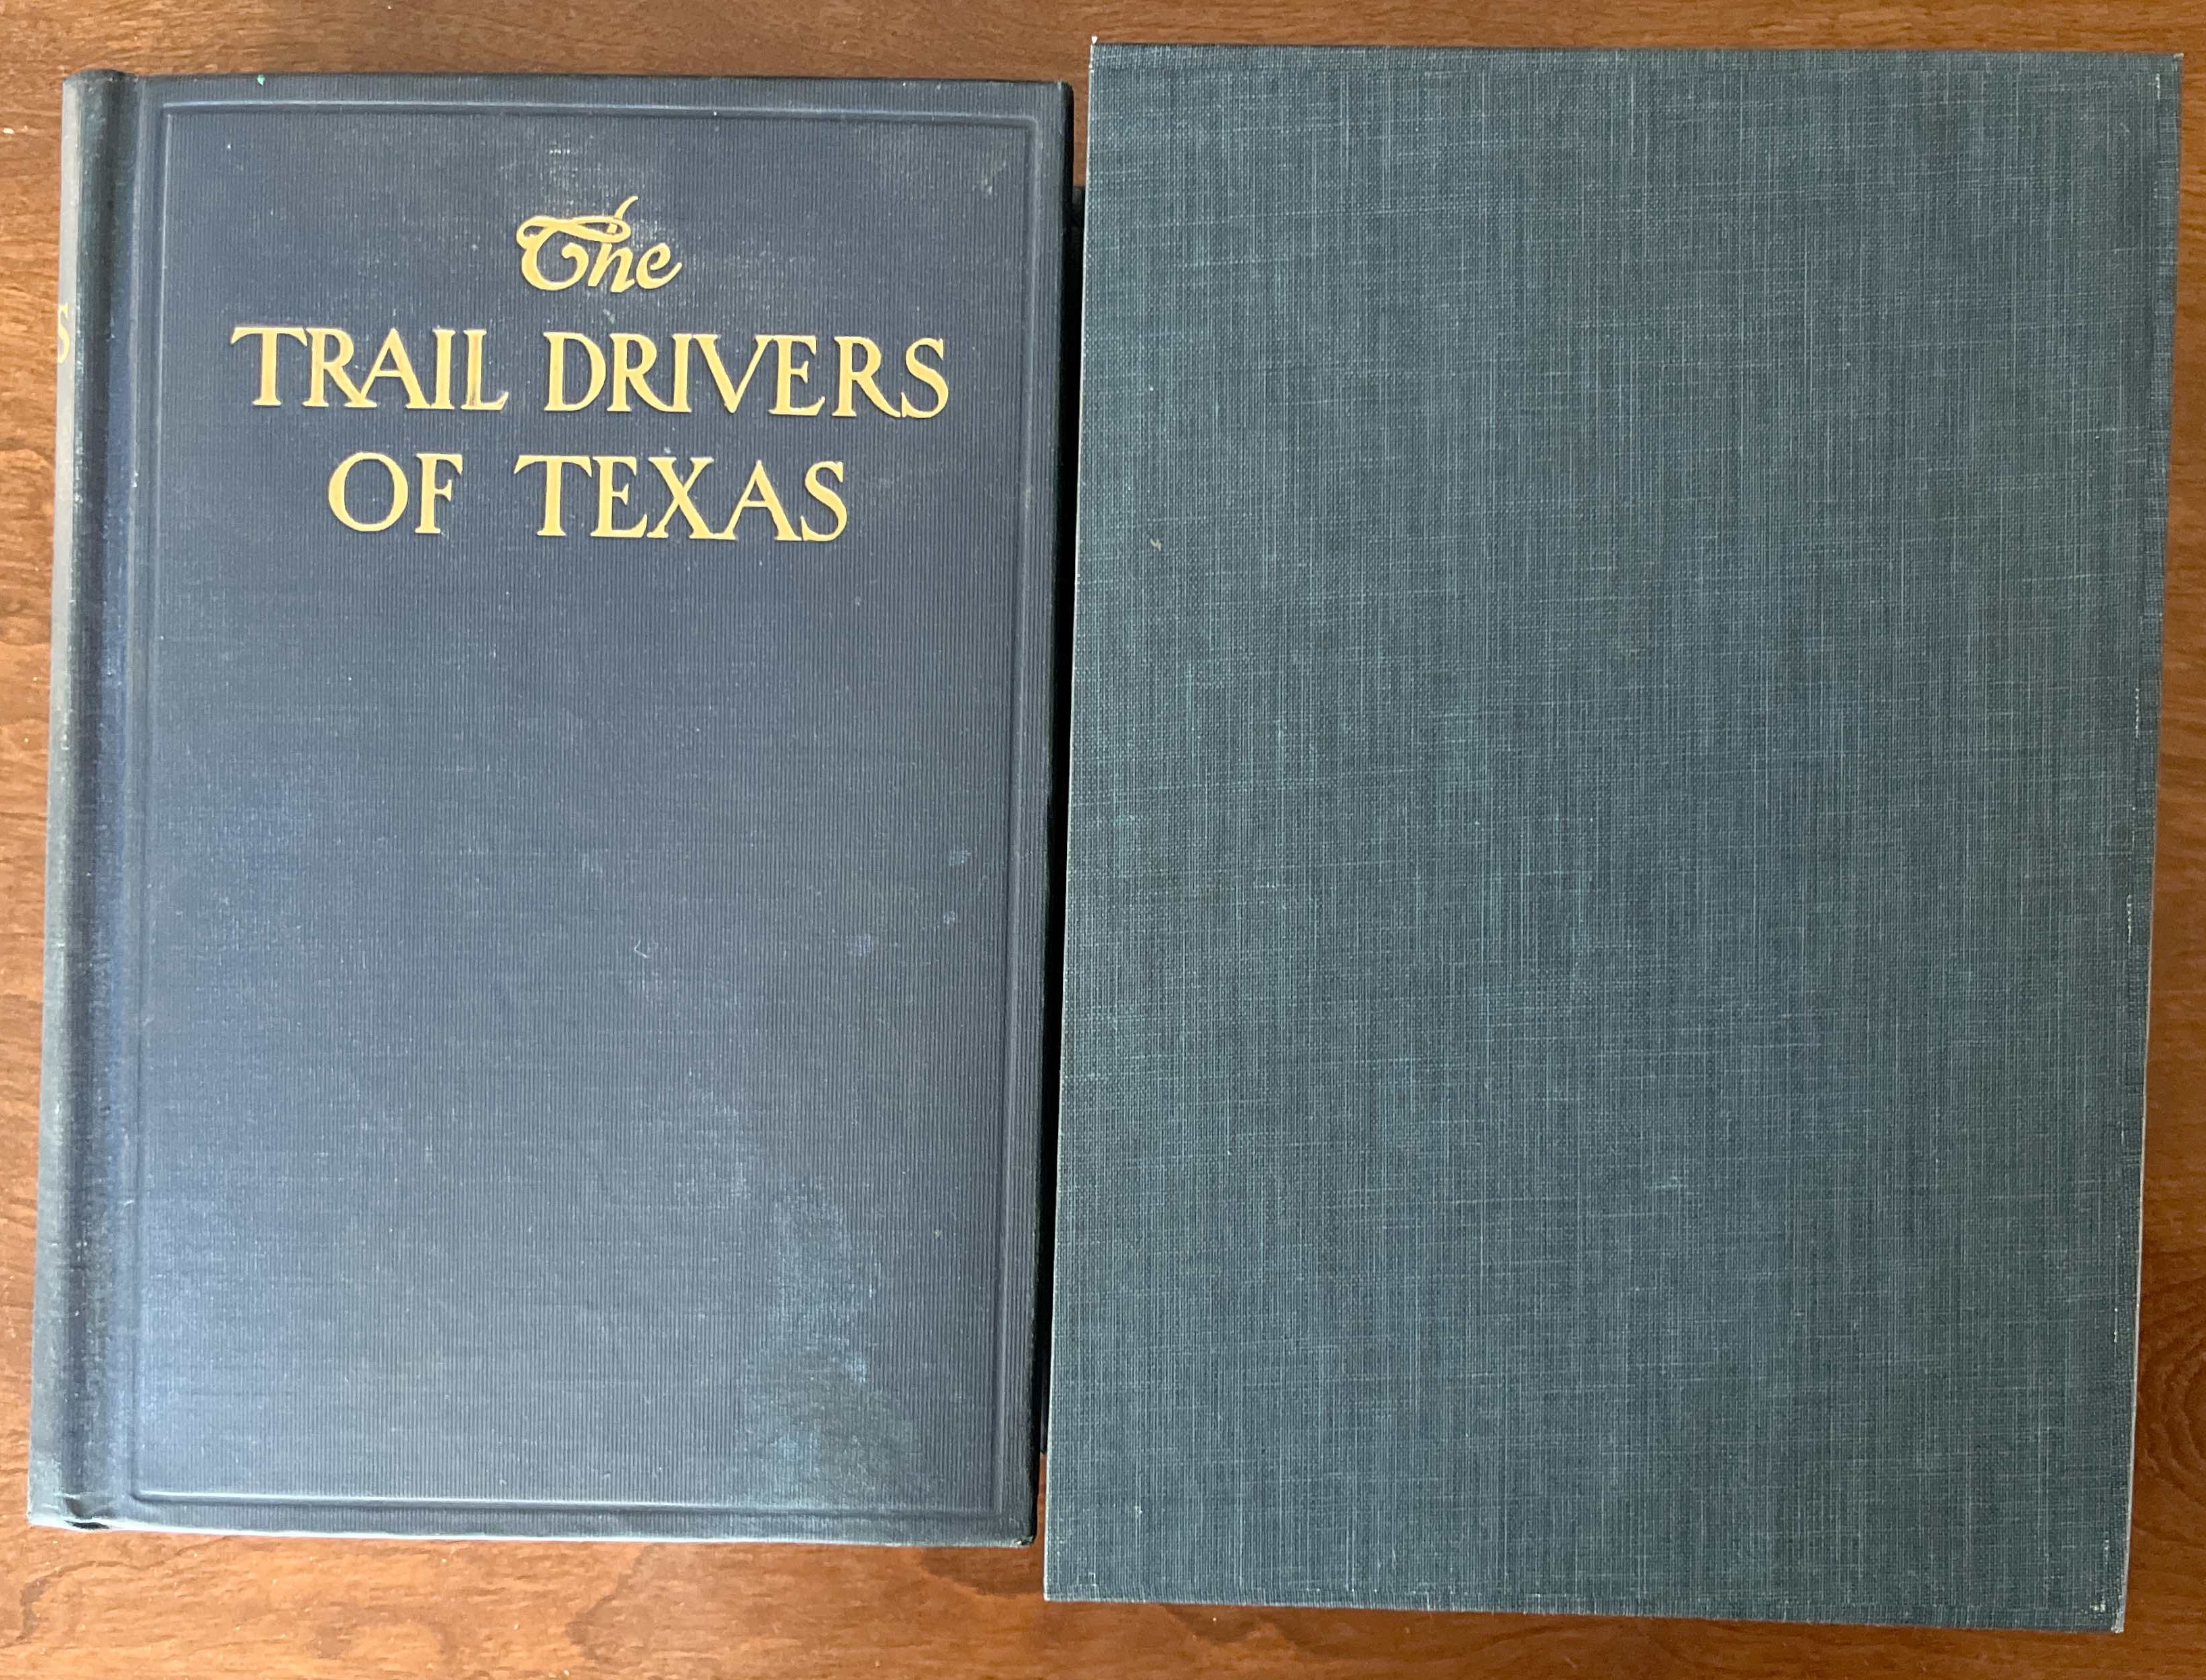 The
TRAIL DRIVERS
OF TEXAS
S